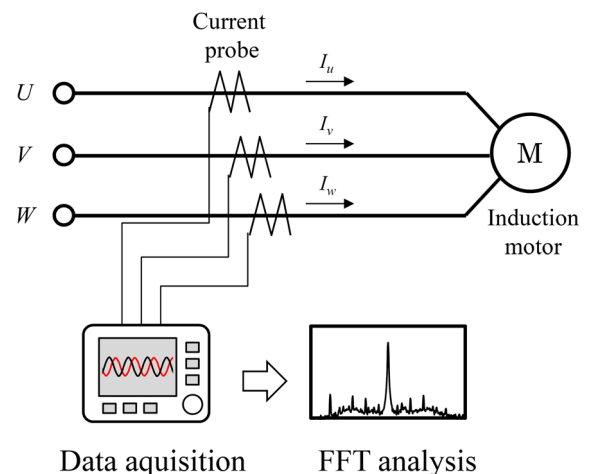 Current
probe
U
I_u
V
I_v
M
W
I_w
Induction
motor
Data aquisition
FFT analysis